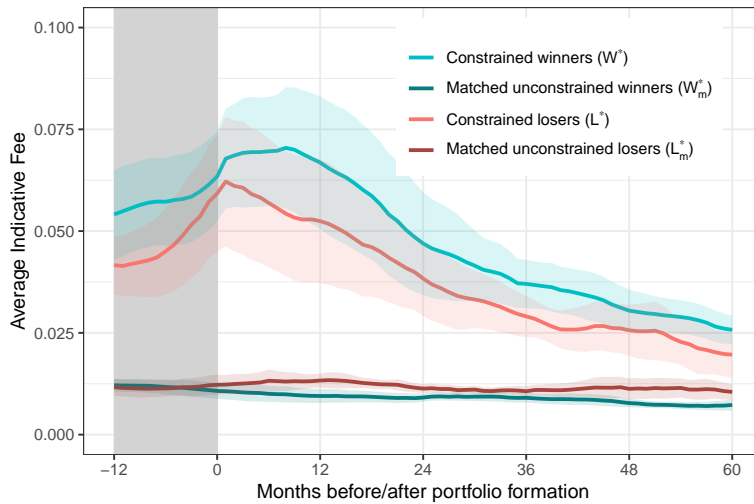 0.100
0.075
0.050
0.025
0.000
Average Indicative Fee
Constrained winners (W*)
Matched unconstrained winners (W*m)
Constrained losers (L*)
Matched unconstrained losers (L*m)
−12 0 12 24 36 48 60
Months before/after portfolio formation